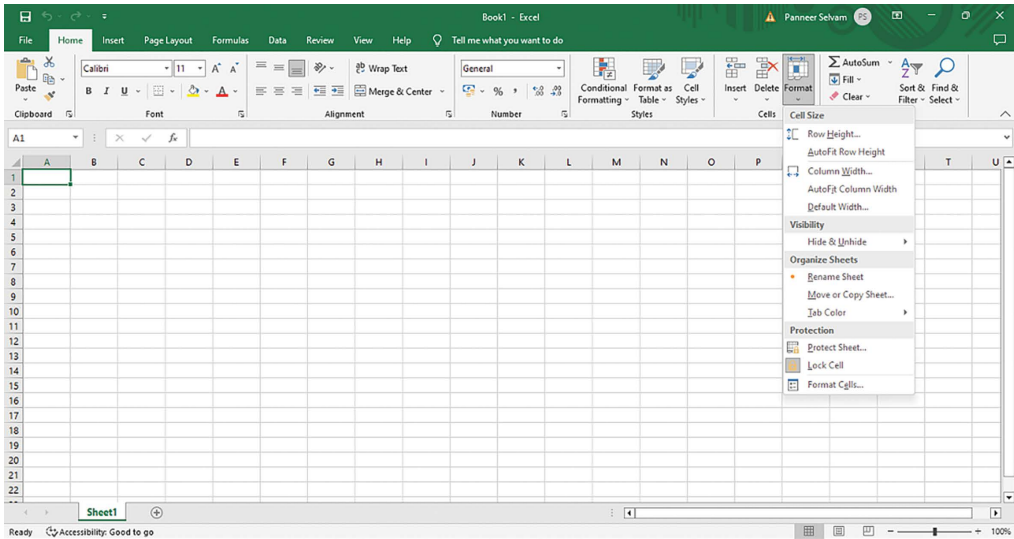 Book1 - Excel
Panneer Selvam PS
File Home Insert Page Layout Formulas Data Review View Help Tell me what you want to do
Paste
Clipboard
Calibri 11 A A
B I U A
Font
Wrap Text
Merge & Center
Alignment
General
% ,
Number
Conditional Formatting
Format as Table
Cell Styles
Styles
Insert Delete Format
Cells
AutoSum
Fill
Clear
Sort & Filter
Find & Select
A1 fx
A B C D E F G H I J K L M N O P T U
1
2
3
4
5
6
7
8
9
10
11
12
13
14
15
16
17
18
19
20
21
22
Cell Size
Row Height...
AutoFit Row Height
Column Width...
AutoFit Column Width
Default Width...
Visibility
Hide & Unhide
Organize Sheets
Rename Sheet
Move or Copy Sheet...
Tab Color
Protection
Protect Sheet...
Lock Cell
Format Cells...
Sheet1
Ready Accessibility: Good to go 100%